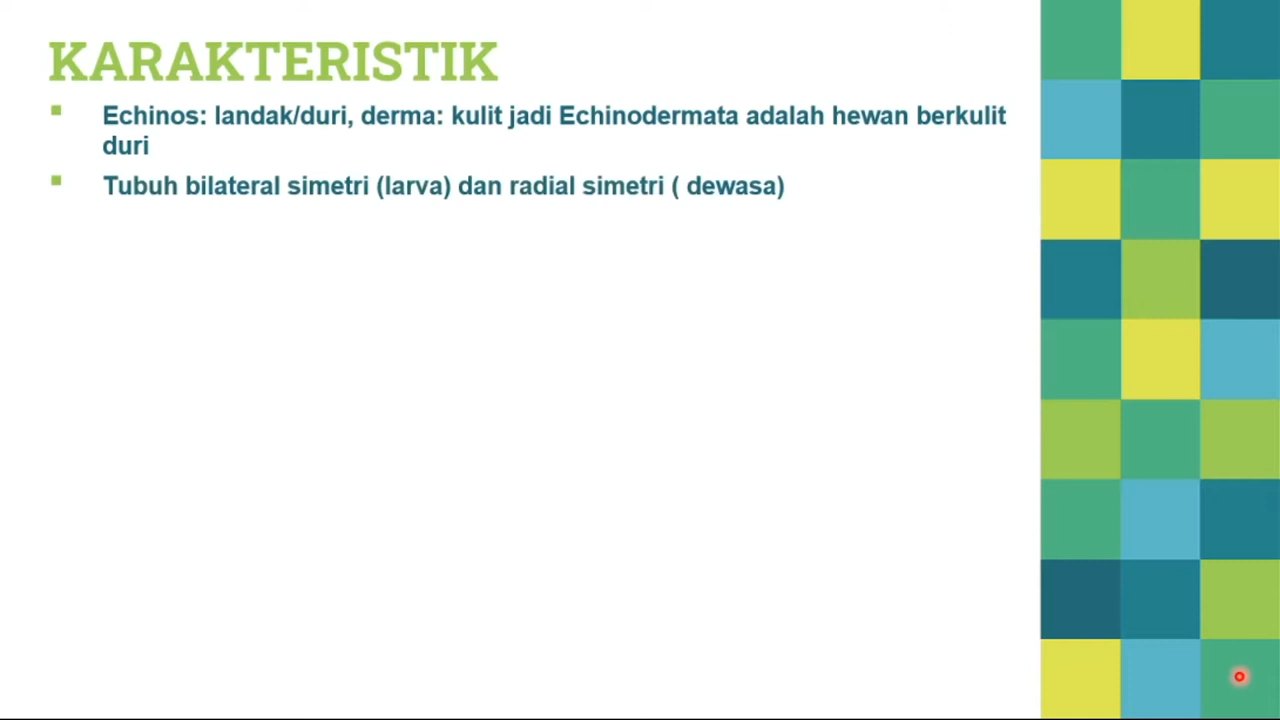 KARAKTERISTIK
Echinos: landak/duri, derma: kulit jadi Echinodermata adalah hewan berkulit
duri
Tubuh bilateral simetri (larva) dan radial simetri ( dewasa)